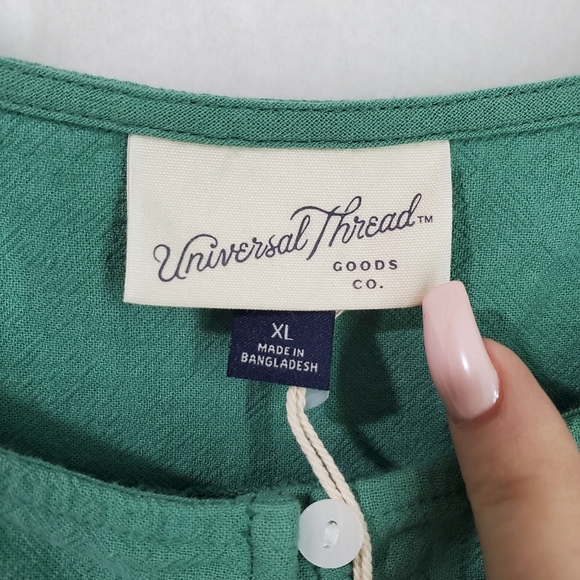 Universal Thread™
GOODS
CO.
XL
MADE IN
BANGLADESH